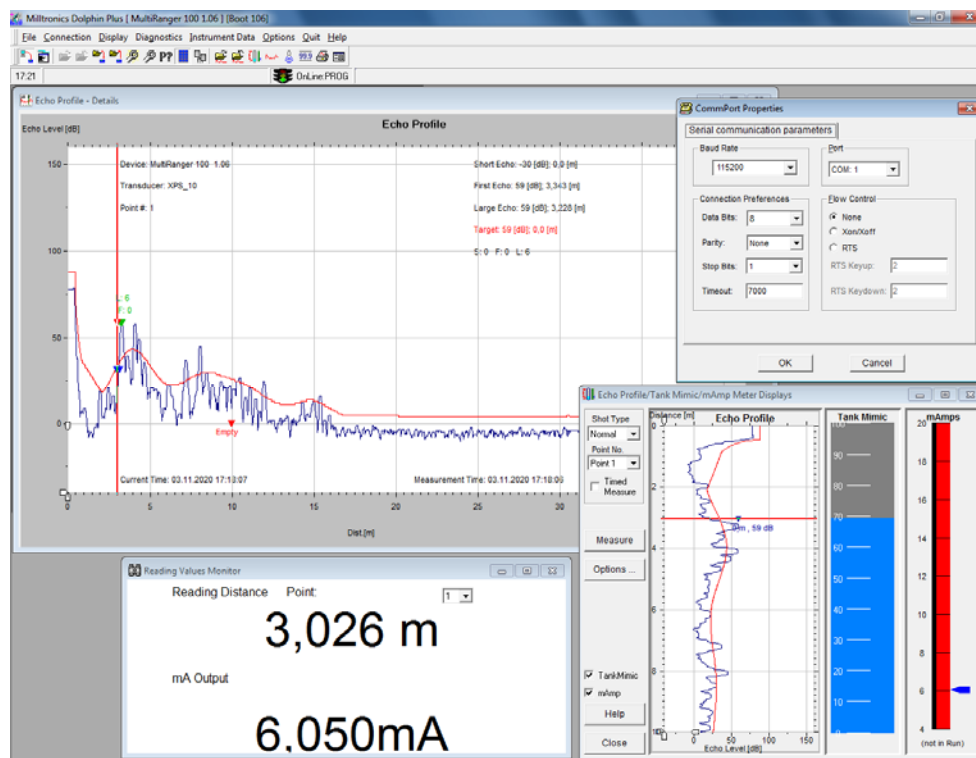 Milltronics Dolphin Plus [ MultiRanger 100 1.06 ] [Boot 106]
File Connection Display Diagnostics Instrument Data Options Quit Help
P?
17:21
OnLine:PROG
Echo Profile - Details
Echo Level [dB]
Echo Profile
150
100
50
0
Device: MultiRanger 100 1.06
Transducer: XPS_10
Point #: 1
Short Echo: -30 [dB]; 0,0 [m]
First Echo: 59 [dB]; 3,343 [m]
Large Echo: 59 [dB]; 3,228 [m]
Target: 59 [dB]; 0,0 [m]
S: 0 F: 0 L: 6
L: 6
F: 0
Empty
Measurement Time: 03.11.2020 17:18:06
0
5
10
15
20
25
30
Dist.[m]
CommPort Properties
Serial communication parameters
Baud Rate
115200
Port
COM: 1
Connection Preferences
Data Bits: 8
Parity: None
Stop Bits: 1
Timeout: 7000
Flow Control
None
Xon/Xoff
RTS
RTS Keyup: 2
RTS Keydown: 2
OK
Cancel
Reading Values Monitor
Reading Distance Point: 1
3,026 m
mA Output
6,050mA
Echo Profile/Tank Mimic/mAmp Meter Displays
Shot Type
Normal
Point No.
Point 1
Timed
Measure
Measure
Options ...
TankMimic
mAmp
Help
Close
Distance [m]
Echo Profile
0
2
4
6
8
10
, 59 dB
0
50
100
150
Echo Level [dB]
Tank Mimic
100
90
80
70
60
50
40
30
20
10
0
mAmps
20
18
16
14
12
10
8
6
4
(not in Run)